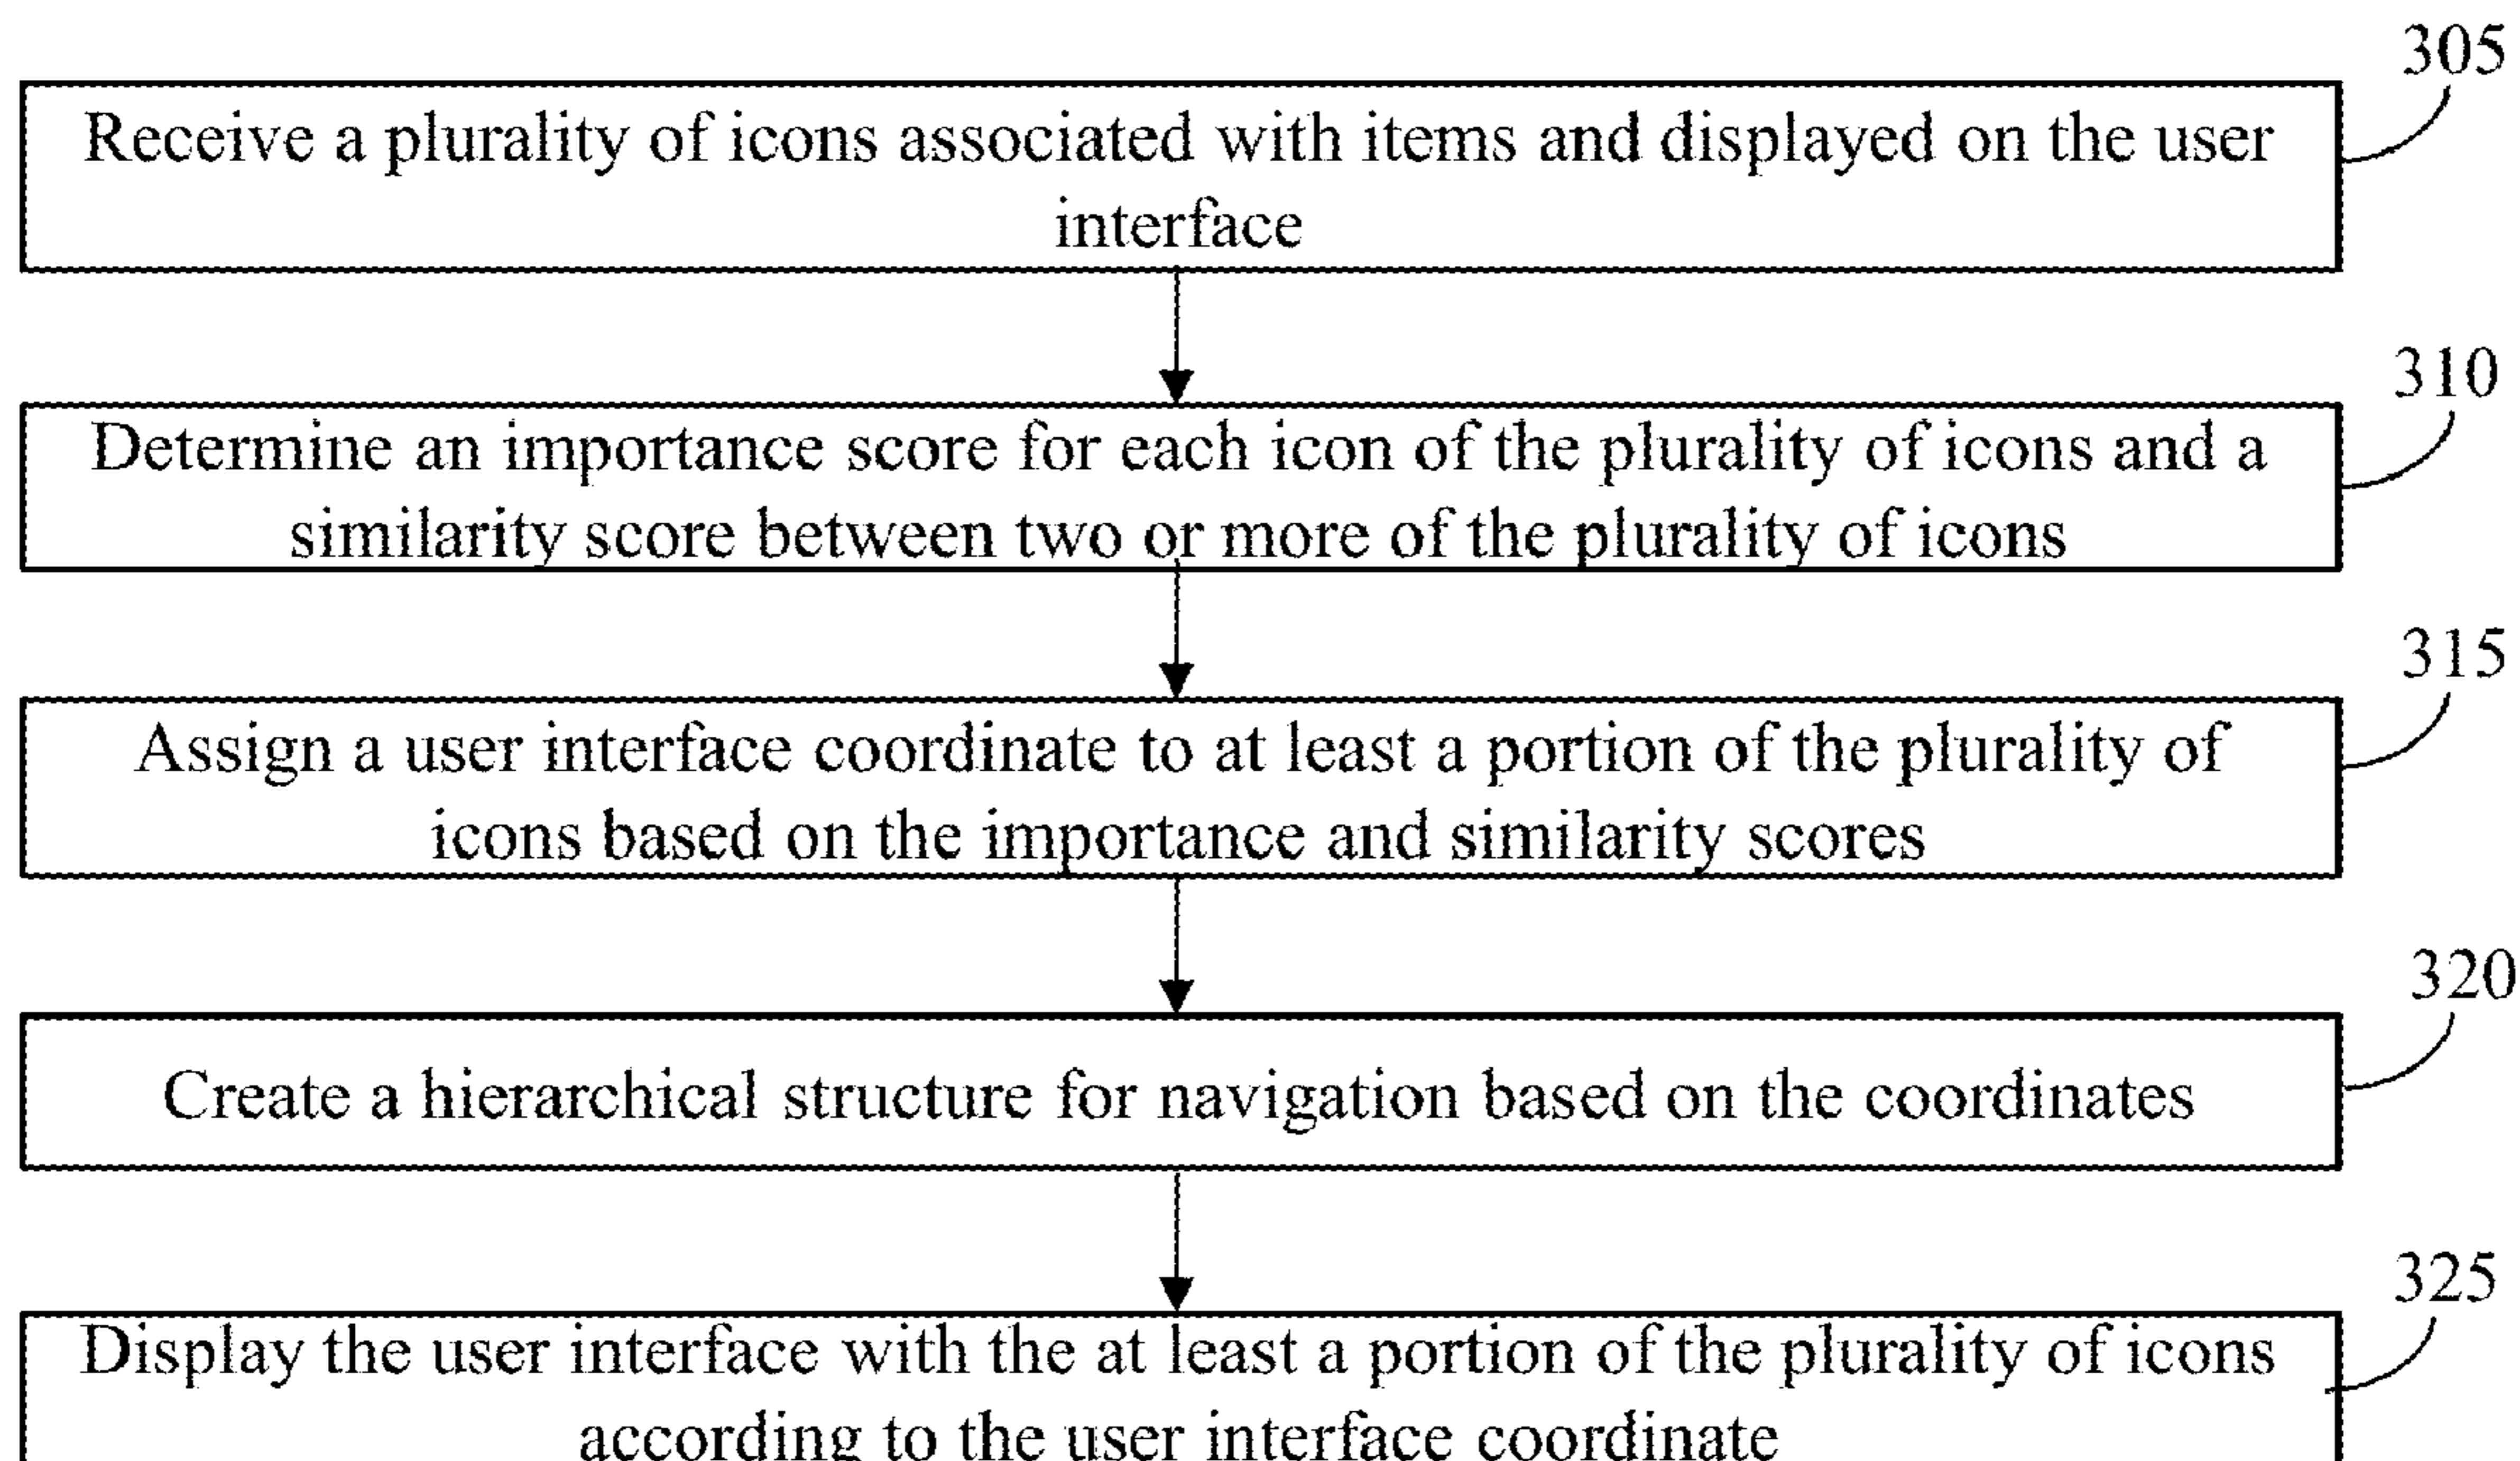 305
Receive a plurality of icons associated with items and displayed on the user
interface
310
Determine an importance score for each icon of the plurality of icons and a
similarity score between two or more of the plurality of icons
315
Assign a user interface coordinate to at least a portion of the plurality of
icons based on the importance and similarity scores
320
Create a hierarchical structure for navigation based on the coordinates
325
Display the user interface with the at least a portion of the plurality of icons
according to the user interface coordinate